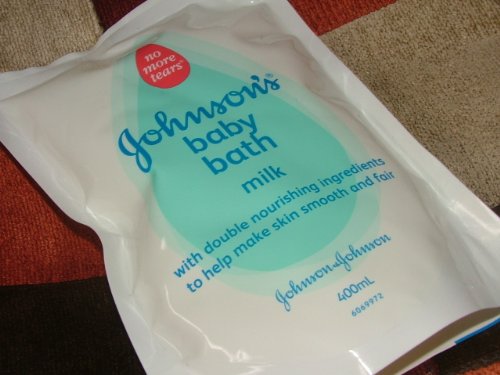 no
more
tears®
Johnson's®
baby
bath
milk
with double nourishing ingredients
to help make skin smooth and fair
Johnson & Johnson
400mL
6069972